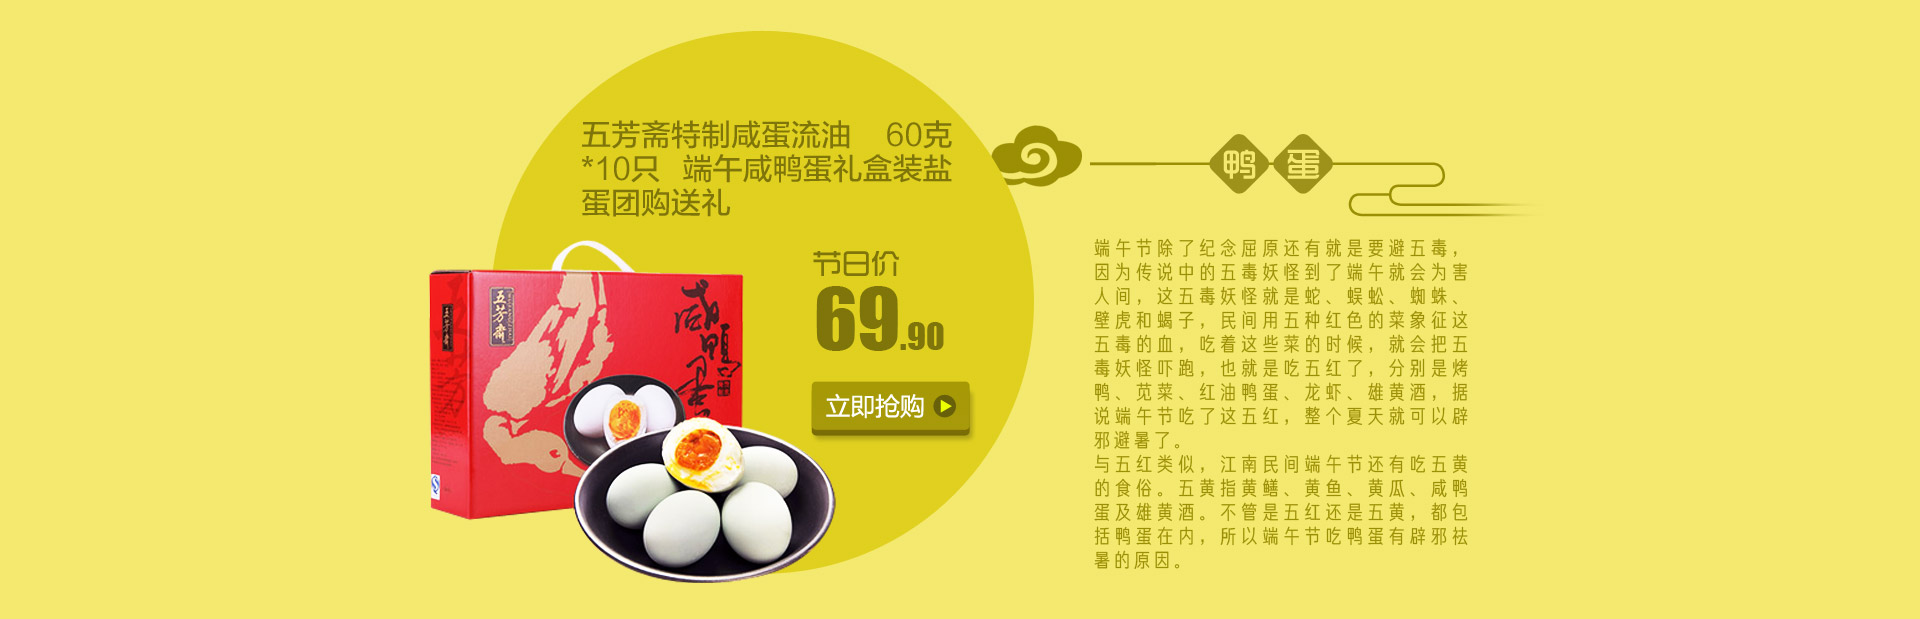 五芳斋特制咸蛋流油 60克
*10只 端午咸鸭蛋礼盒装盐
蛋团购送礼
节日价
69.90
立即抢购
五芳斋
五芳斋
咸鸭蛋
鸭蛋
端午节除了纪念屈原还有就是要避五毒，
因为传说中的五毒妖怪到了端午就会为害
人间，这五毒妖怪就是蛇、蜈蚣、蜘蛛、
壁虎和蝎子，民间用五种红色的菜象征这
五毒的血，吃着这些菜的时候，就会把五
毒妖怪吓跑，也就是吃五红了，分别是烤
鸭、苋菜、红油鸭蛋、龙虾、雄黄酒，据
说端午节吃了这五红，整个夏天就可以辟
邪避暑了。
与五红类似，江南民间端午节还有吃五黄
的食俗。五黄指黄鳝、黄鱼、黄瓜、咸鸭
蛋及雄黄酒。不管是五红还是五黄，都包
括鸭蛋在内，所以端午节吃鸭蛋有辟邪祛
暑的原因。